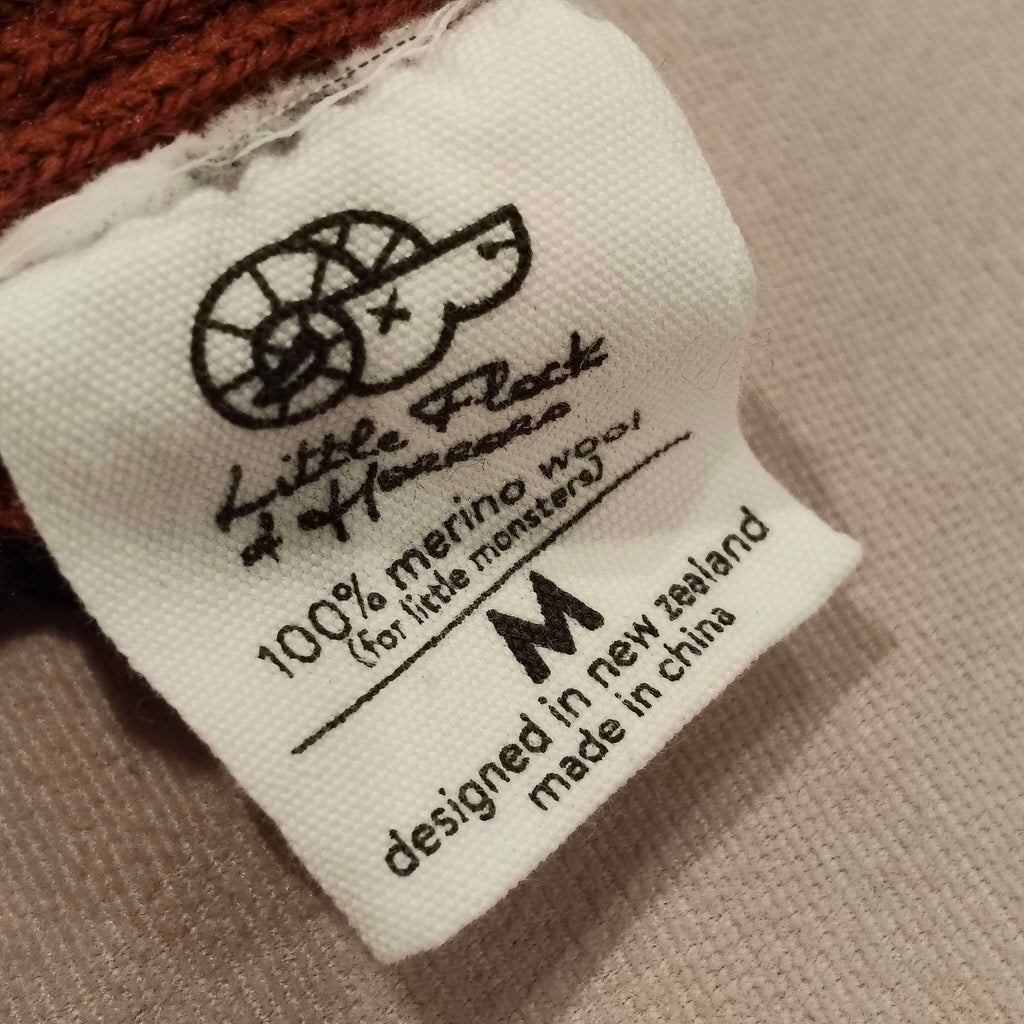 Little Flock
of Horrors
100% merino wool
(for little monsters)
M
designed in new zealand
made in china